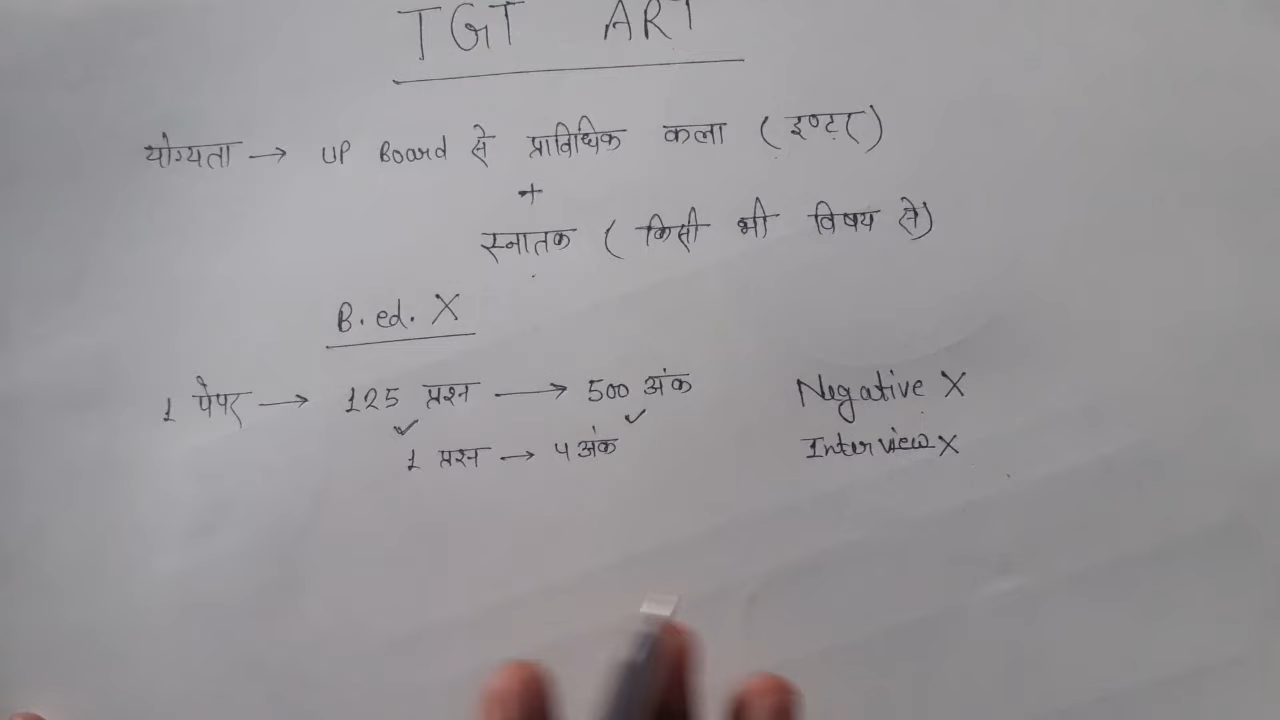 TGT ART
योग्यता → UP Board से प्राविधिक कला (इण्टर)
+
स्नातक (किसी भी विषय से)
B.ed. X
1 पेपर → 125 प्रश्न → 500 अंक Negative X
1 प्रश्न → 4 अंक Interview X